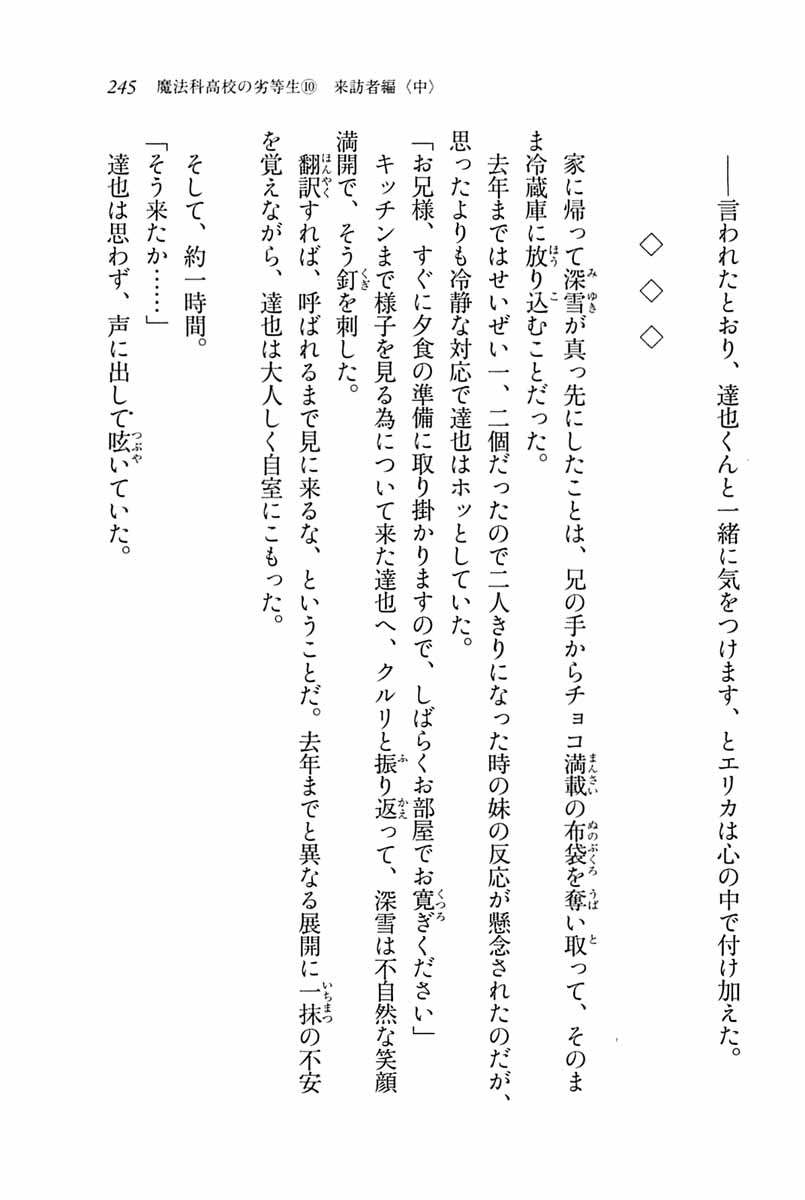 245 魔法科高校の劣等生⑩ 来訪者編〈中〉
――言われたとおり、達也くんと一緒に気をつけます、とエリカは心の中で付け加えた。
◇ ◇ ◇
家に帰って深雪が真っ先にしたことは、兄の手からチョコ満載の布袋を奪い取って、そのま
ま冷蔵庫に放り込むことだった。
去年まではせいぜい一、二個だったので二人きりになった時の妹の反応が懸念されたのだが、
思ったよりも冷静な対応で達也はホッとしていた。
「お兄様、すぐに夕食の準備に取り掛かりますので、しばらくお部屋でお寛ぎください」
キッチンまで様子を見る為について来た達也へ、クルリと振り返って、深雪は不自然な笑顔
満開で、そう釘を刺した。
翻訳すれば、呼ばれるまで見に来るな、ということだ。去年までと異なる展開に一抹の不安
を覚えながら、達也は大人しく自室にこもった。
そして、約一時間。
「そう来たか……」
達也は思わず、声に出して呟いていた。